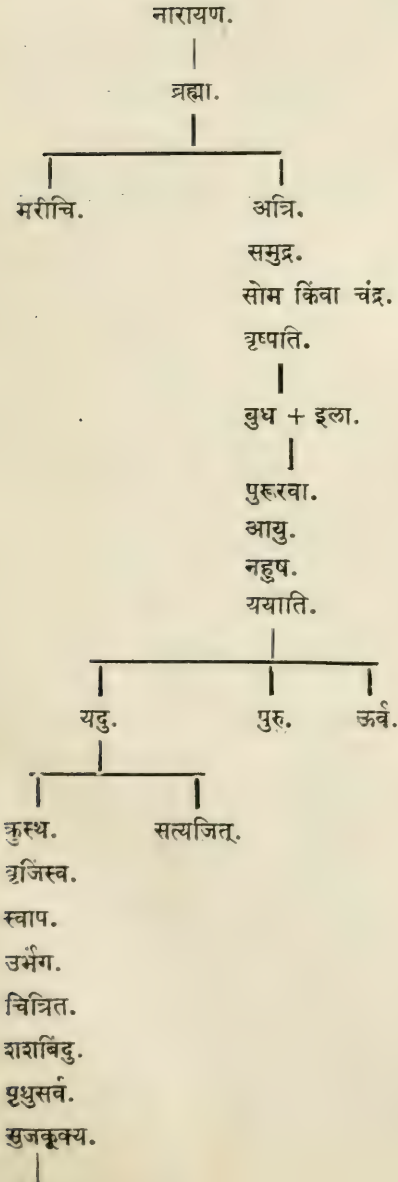 नारायण.
ब्रह्मा.
मरीचि. अत्रि.
समुद्र.
सोम किंवा चंद्र.
वृष्पति.
बुध + इला.
पुरूरवा.
आयु.
नहुष.
ययाति.
यदु. पुरु. ऊर्व.
क्रुस्थ. सत्यजित्.
वृजिंस्व.
स्वाप.
उर्मंग.
चित्रित.
शशबिंदु.
पृथुसर्व.
सुजकूक्य.